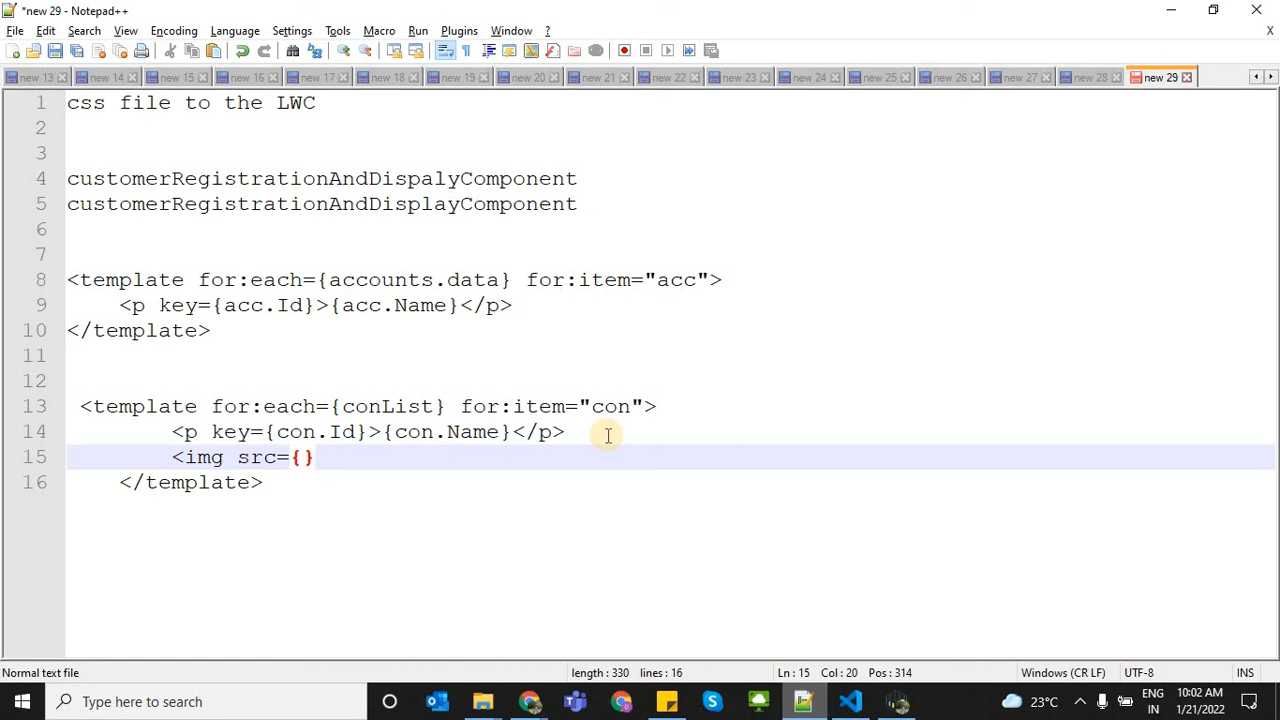 *new 29 - Notepad++
File Edit Search View Encoding Language Settings Tools Macro Run Plugins Window ? X
new 13 new 14 new 15 new 16 new 17 new 18 new 19 new 20 new 21 new 22 new 23 new 24 new 25 new 26 new 27 new 28 new 29
1 css file to the LWC
2
3
4 customerRegistrationAndDispalyComponent
5 customerRegistrationAndDisplayComponent
6
7
8 <template for:each={accounts.data} for:item="acc">
9 <p key={acc.Id}>{acc.Name}</p>
10 </template>
11
12
13 <template for:each={conList} for:item="con">
14 <p key={con.Id}>{con.Name}</p>
15 <img src={}
16 </template>
Normal text file length : 330 lines : 16 Ln : 15 Col : 20 Pos : 314 Windows (CR LF) UTF-8 INS
Type here to search 23°C ENG 10:02 AM
IN 1/21/2022